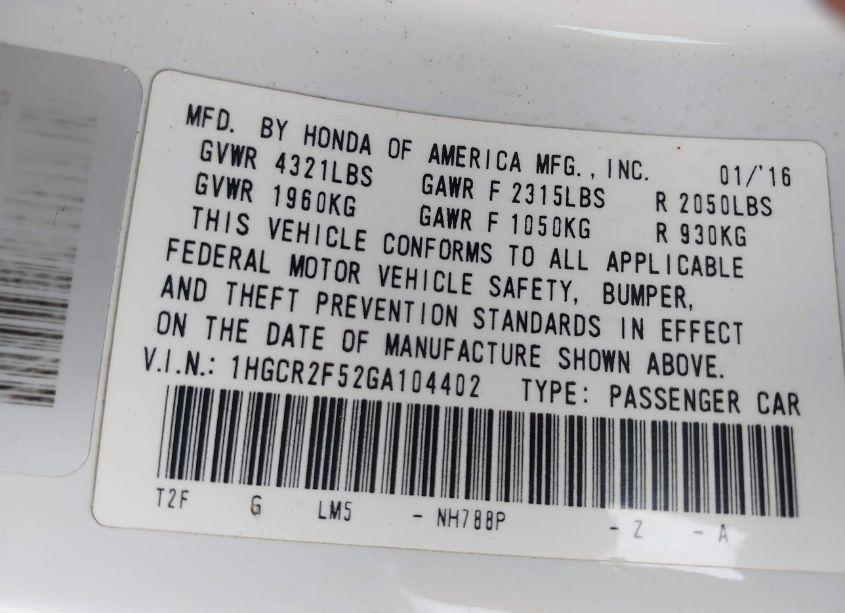 MFD. BY HONDA OF AMERICA MFG., INC. 01/'16
GVWR 4321LBS GAWR F 2315LBS R 2050LBS
GVWR 1960KG GAWR F 1050KG R 930KG
THIS VEHICLE CONFORMS TO ALL APPLICABLE
FEDERAL MOTOR VEHICLE SAFETY, BUMPER,
AND THEFT PREVENTION STANDARDS IN EFFECT
ON THE DATE OF MANUFACTURE SHOWN ABOVE.
V.I.N.: 1HGCR2F52GA104402 TYPE: PASSENGER CAR
T2F G LM5 - NH788P - Z - A